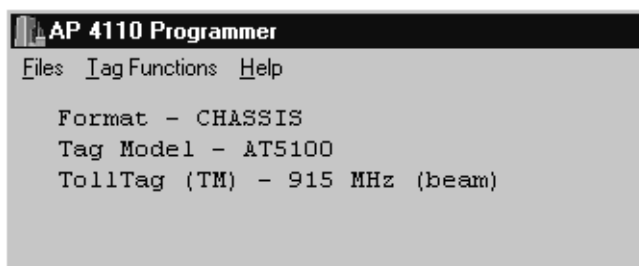 AP 4110 Programmer
Files Tag Functions Help
Format - CHASSIS
Tag Model - AT5100
TollTag (TM) - 915 MHz (beam)